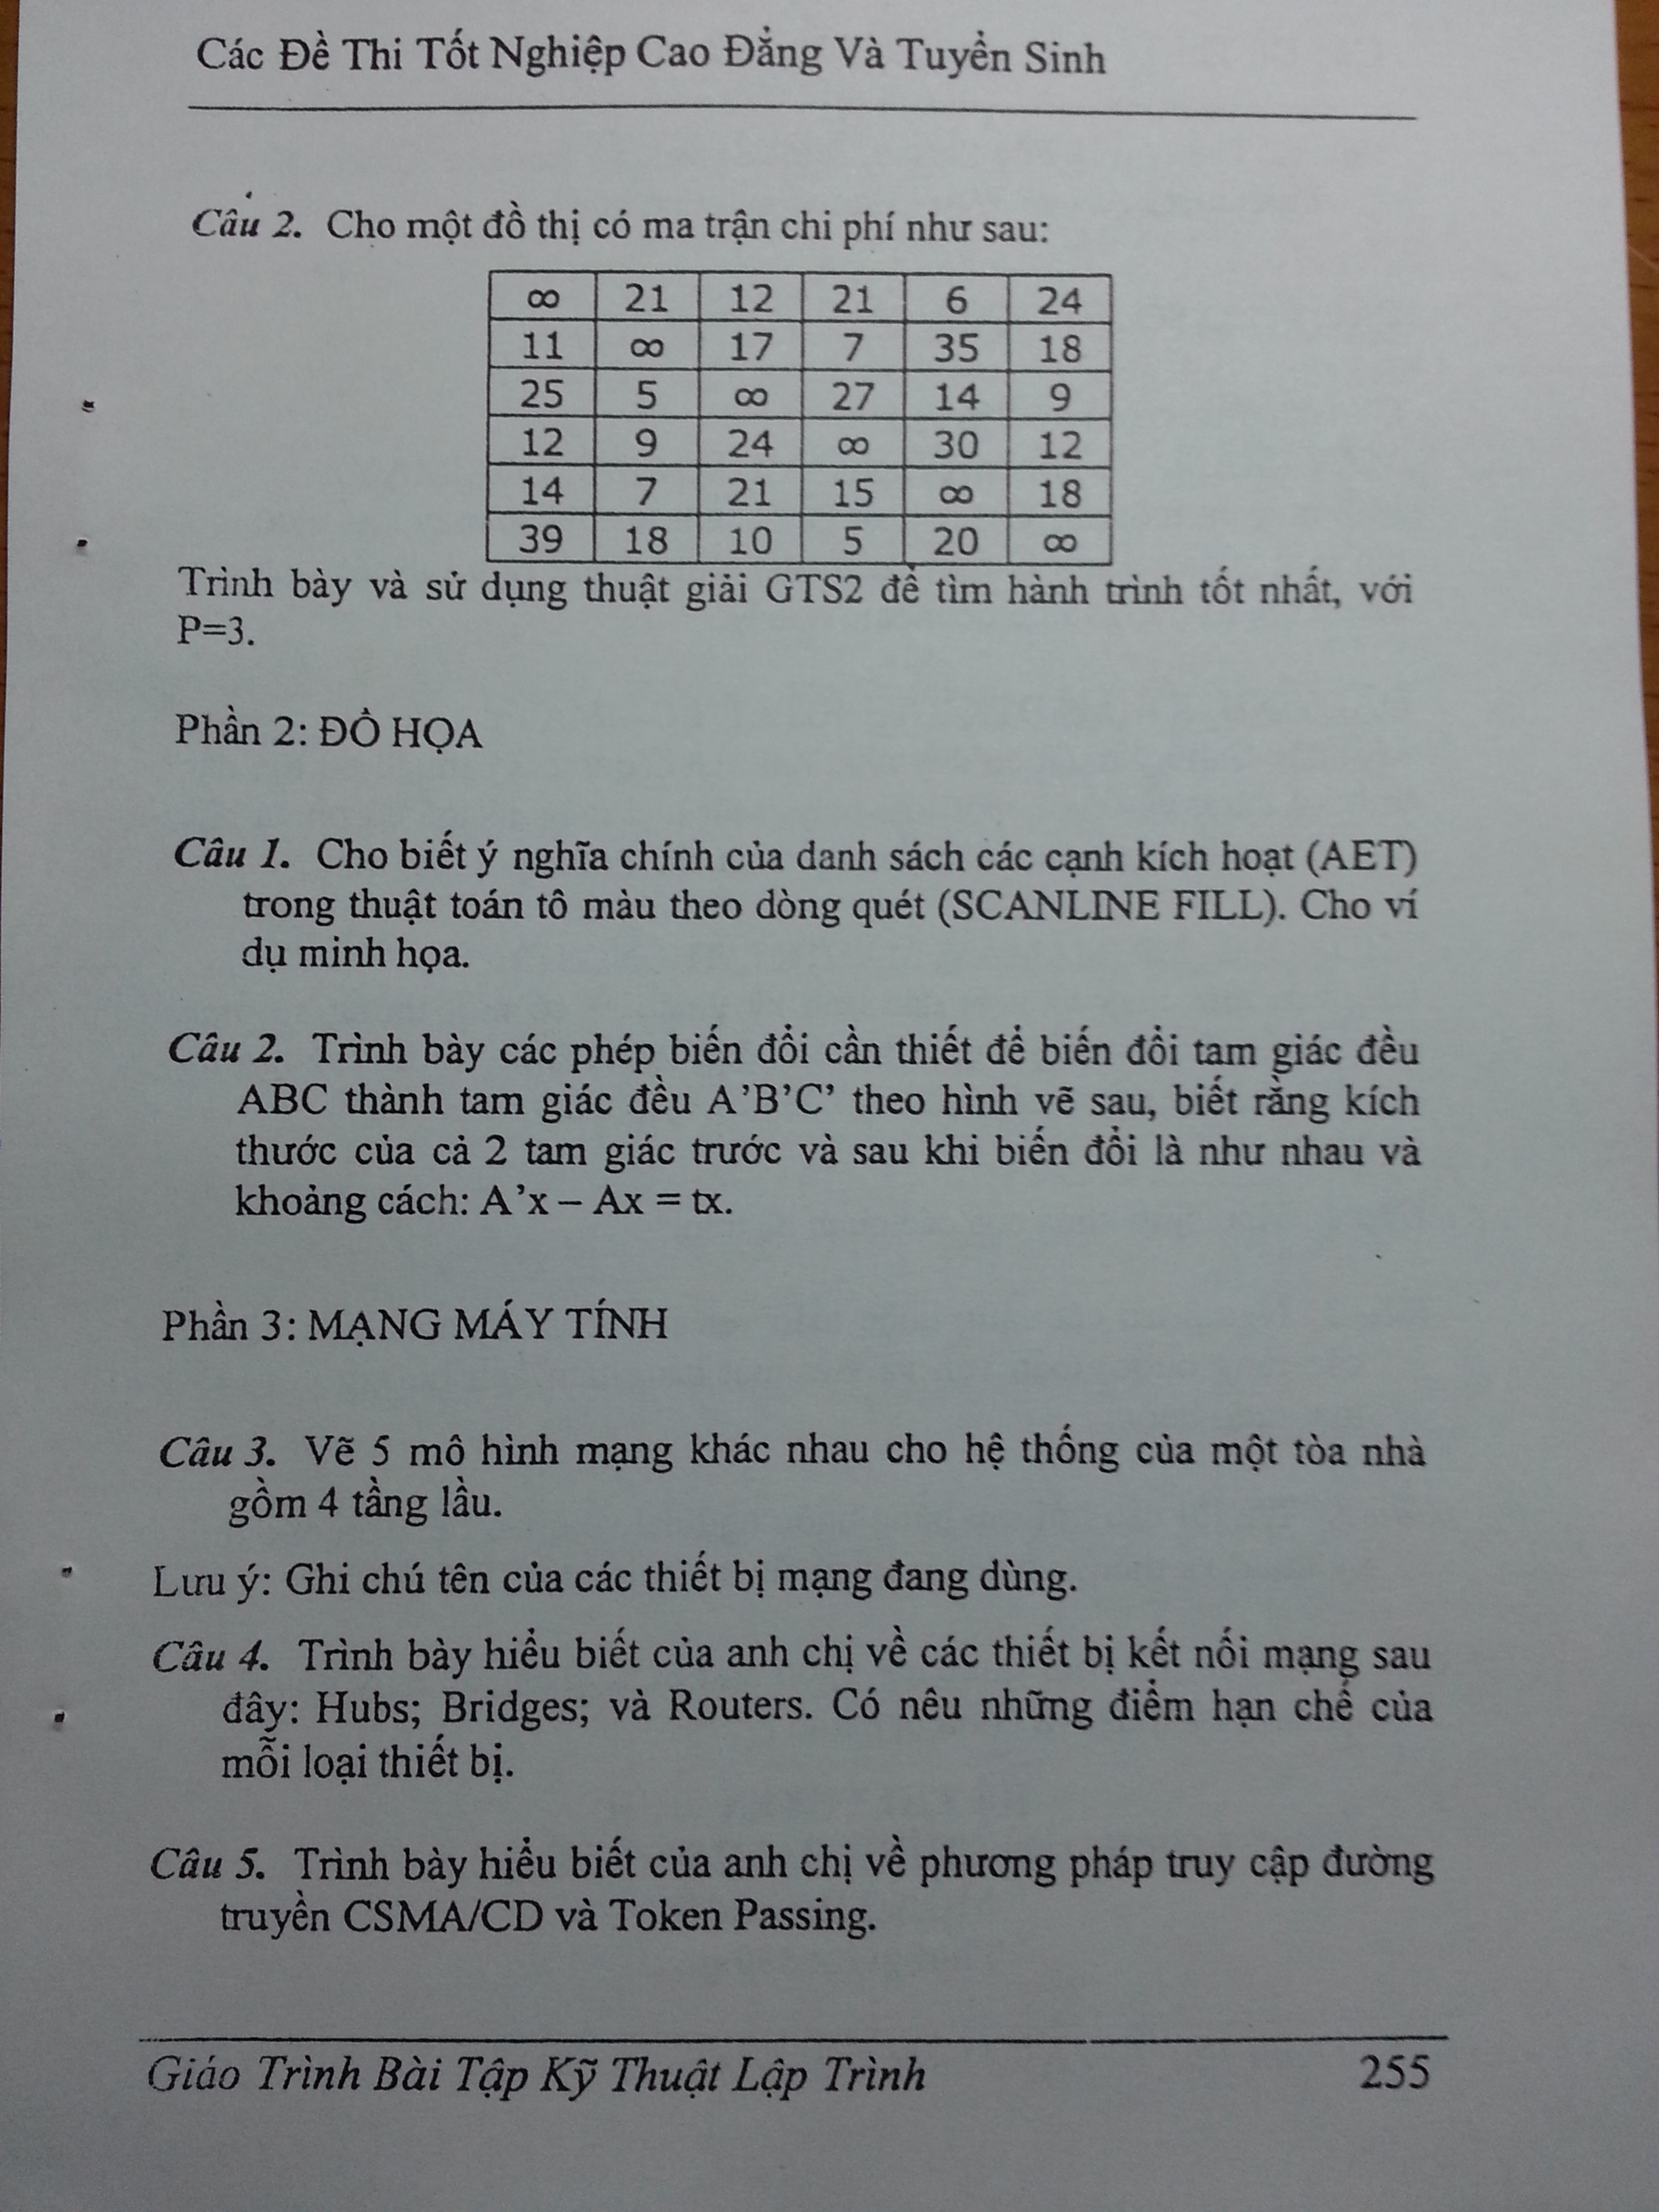 Các Đề Thi Tốt Nghiệp Cao Đẳng Và Tuyển Sinh
Câu 2. Cho một đồ thị có ma trận chi phí như sau:
∞ 21 12 21 6 24
11 ∞ 17 7 35 18
25 5 ∞ 27 14 9
12 9 24 ∞ 30 12
14 7 21 15 ∞ 18
39 18 10 5 20 ∞
Trình bày và sử dụng thuật giải GTS2 để tìm hành trình tốt nhất, với
P=3.
Phần 2: ĐỒ HỌA
Câu 1. Cho biết ý nghĩa chính của danh sách các cạnh kích hoạt (AET)
trong thuật toán tô màu theo dòng quét (SCANLINE FILL). Cho ví
dụ minh họa.
Câu 2. Trình bày các phép biến đổi cần thiết để biến đổi tam giác đều
ABC thành tam giác đều A’B’C’ theo hình vẽ sau, biết rằng kích
thước của cả 2 tam giác trước và sau khi biến đổi là như nhau và
khoảng cách: A’x – Ax = tx.
Phần 3: MẠNG MÁY TÍNH
Câu 3. Vẽ 5 mô hình mạng khác nhau cho hệ thống của một tòa nhà
gồm 4 tầng lầu.
Lưu ý: Ghi chú tên của các thiết bị mạng đang dùng.
Câu 4. Trình bày hiểu biết của anh chị về các thiết bị kết nối mạng sau
đây: Hubs; Bridges; và Routers. Có nêu những điểm hạn chế của
mỗi loại thiết bị.
Câu 5. Trình bày hiểu biết của anh chị về phương pháp truy cập đường
truyền CSMA/CD và Token Passing.
Giáo Trình Bài Tập Kỹ Thuật Lập Trình 255